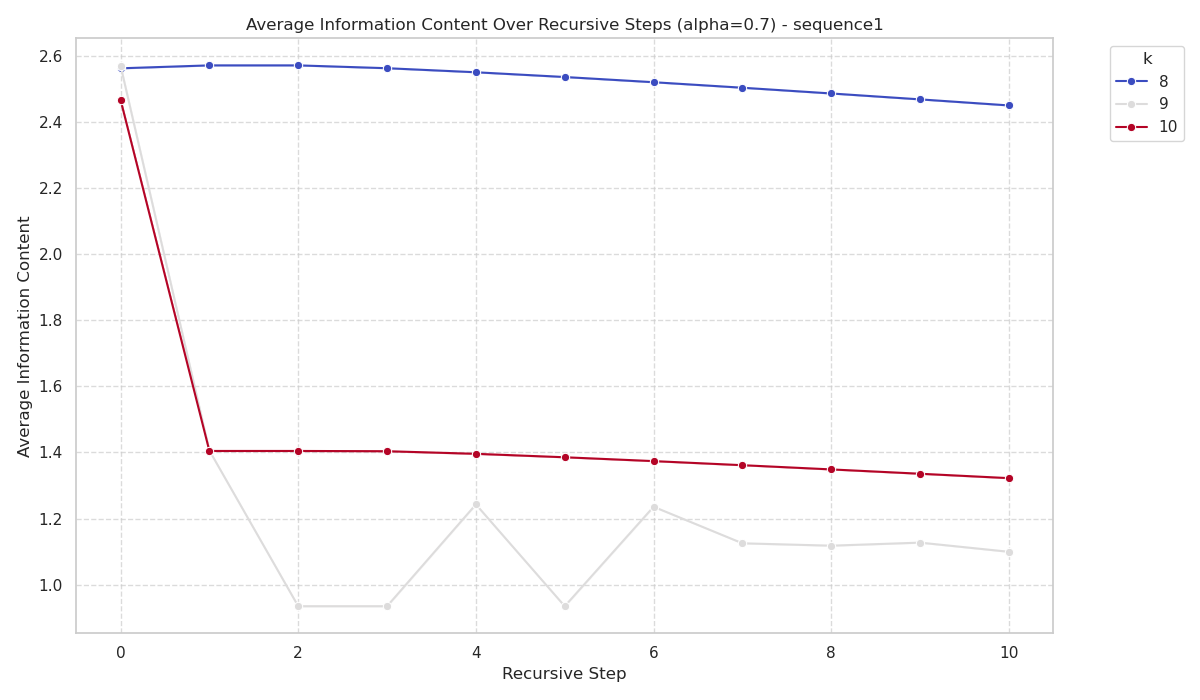 Average Information Content Over Recursive Steps (alpha=0.7) - sequence1
k
8
9
10
Average Information Content
2.6
2.4
2.2
2.0
1.8
1.6
1.4
1.2
1.0
0 2 4 6 8 10
Recursive Step